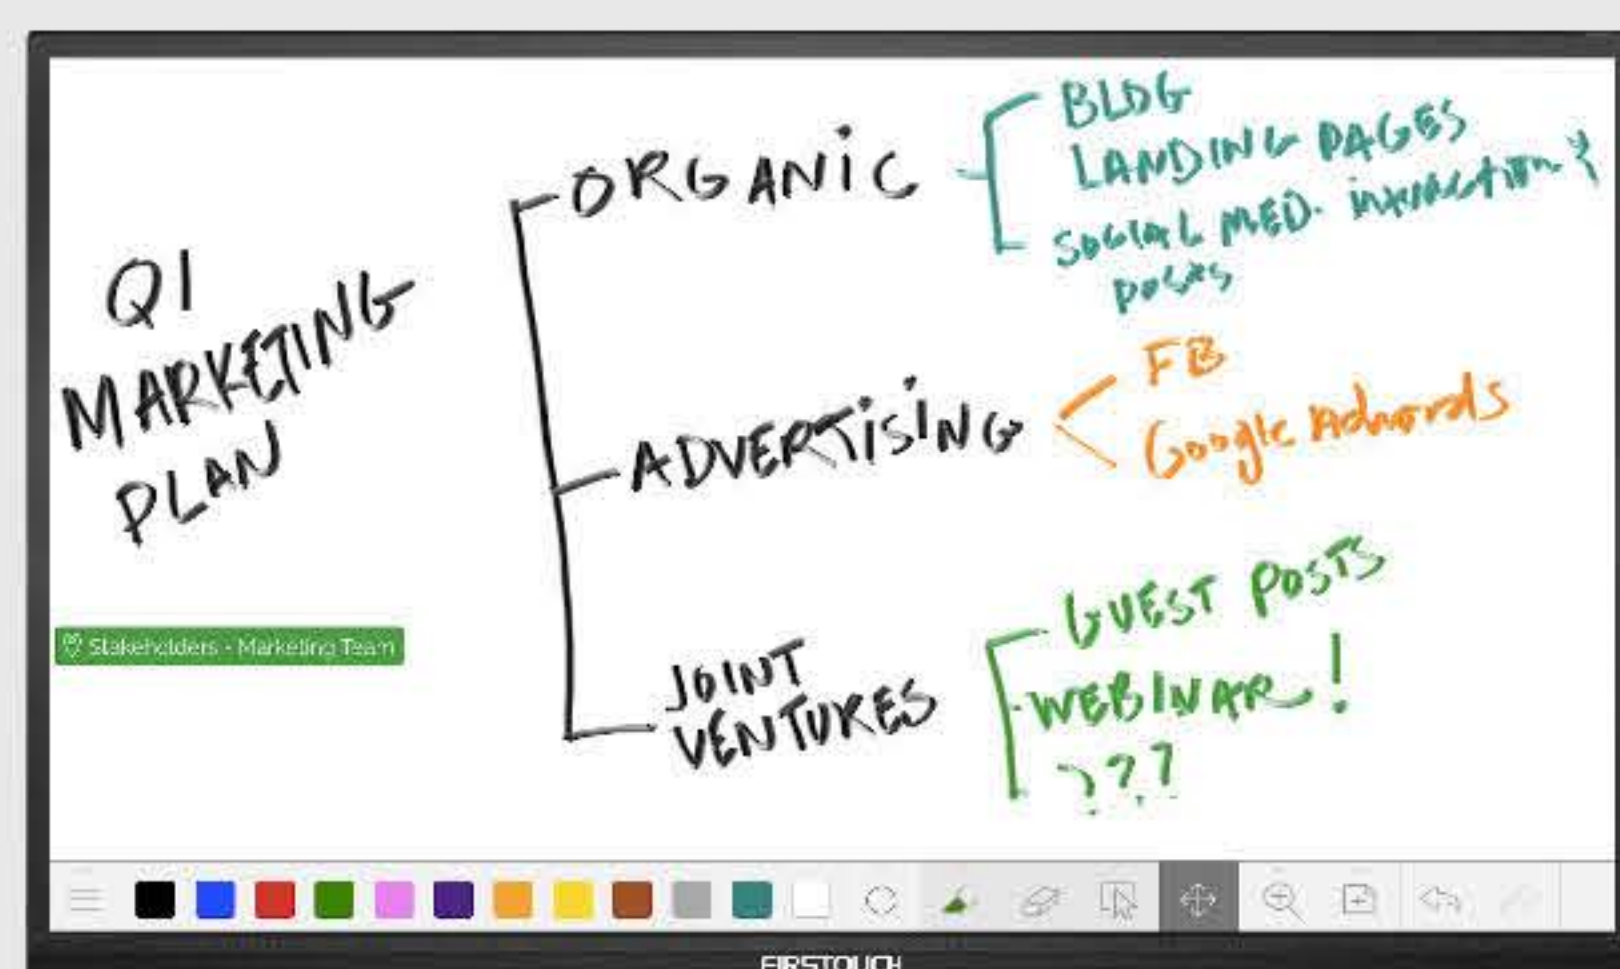 Q1
MARKETING
PLAN
Stakeholders - Marketing Team
ORGANIC
BLOG
LANDING PAGES
SOCIAL MED. interaction &
posts
ADVERTISING
FB
Google Adwords
JOINT
VENTURES
GUEST POSTS
WEBINAR!
???
FIRSTOUCH